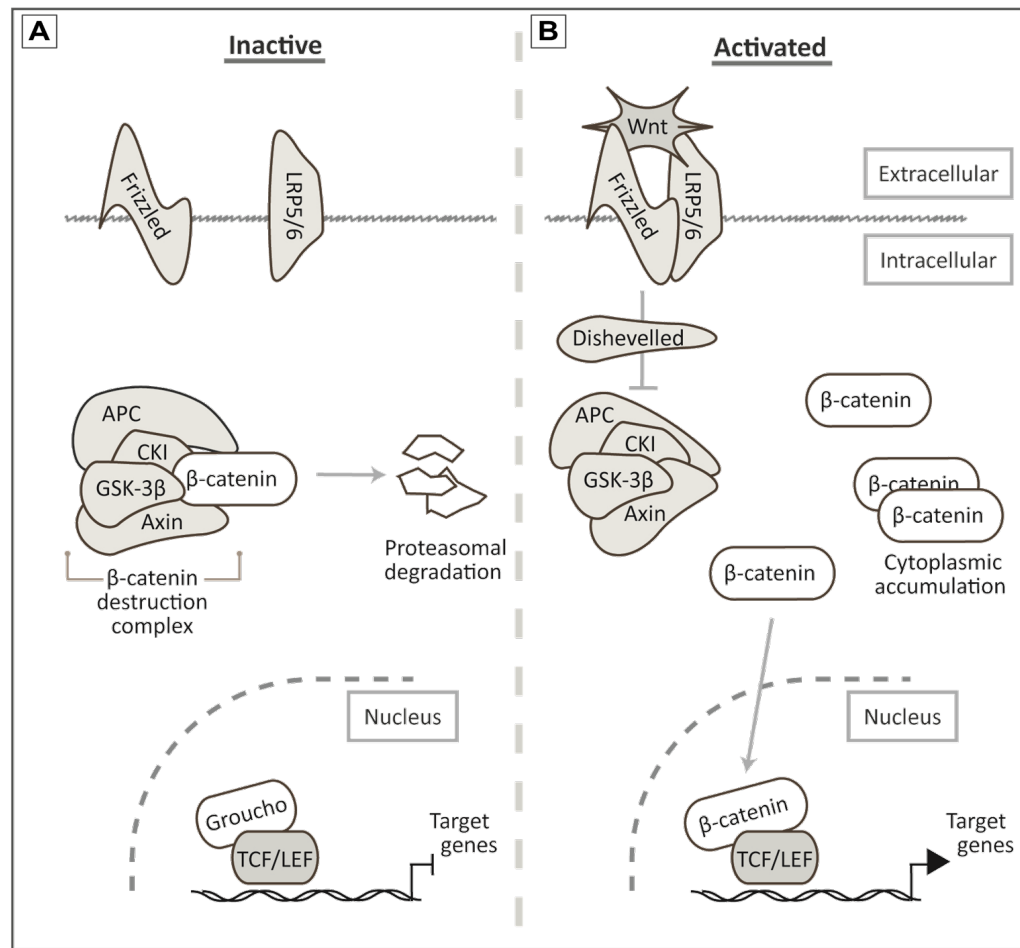 A
Inactive
Frizzled
LRP5/6
APC
CKI
GSK-3β
β-catenin
Axin
β-catenin
destruction
complex
Proteasomal
degradation
Nucleus
Groucho
TCF/LEF
Target
genes
B
Activated
Wnt
Frizzled
LRP5/6
Extracellular
Intracellular
Dishevelled
APC
CKI
GSK-3β
Axin
β-catenin
β-catenin
β-catenin
Cytoplasmic
accumulation
β-catenin
Nucleus
β-catenin
TCF/LEF
Target
genes